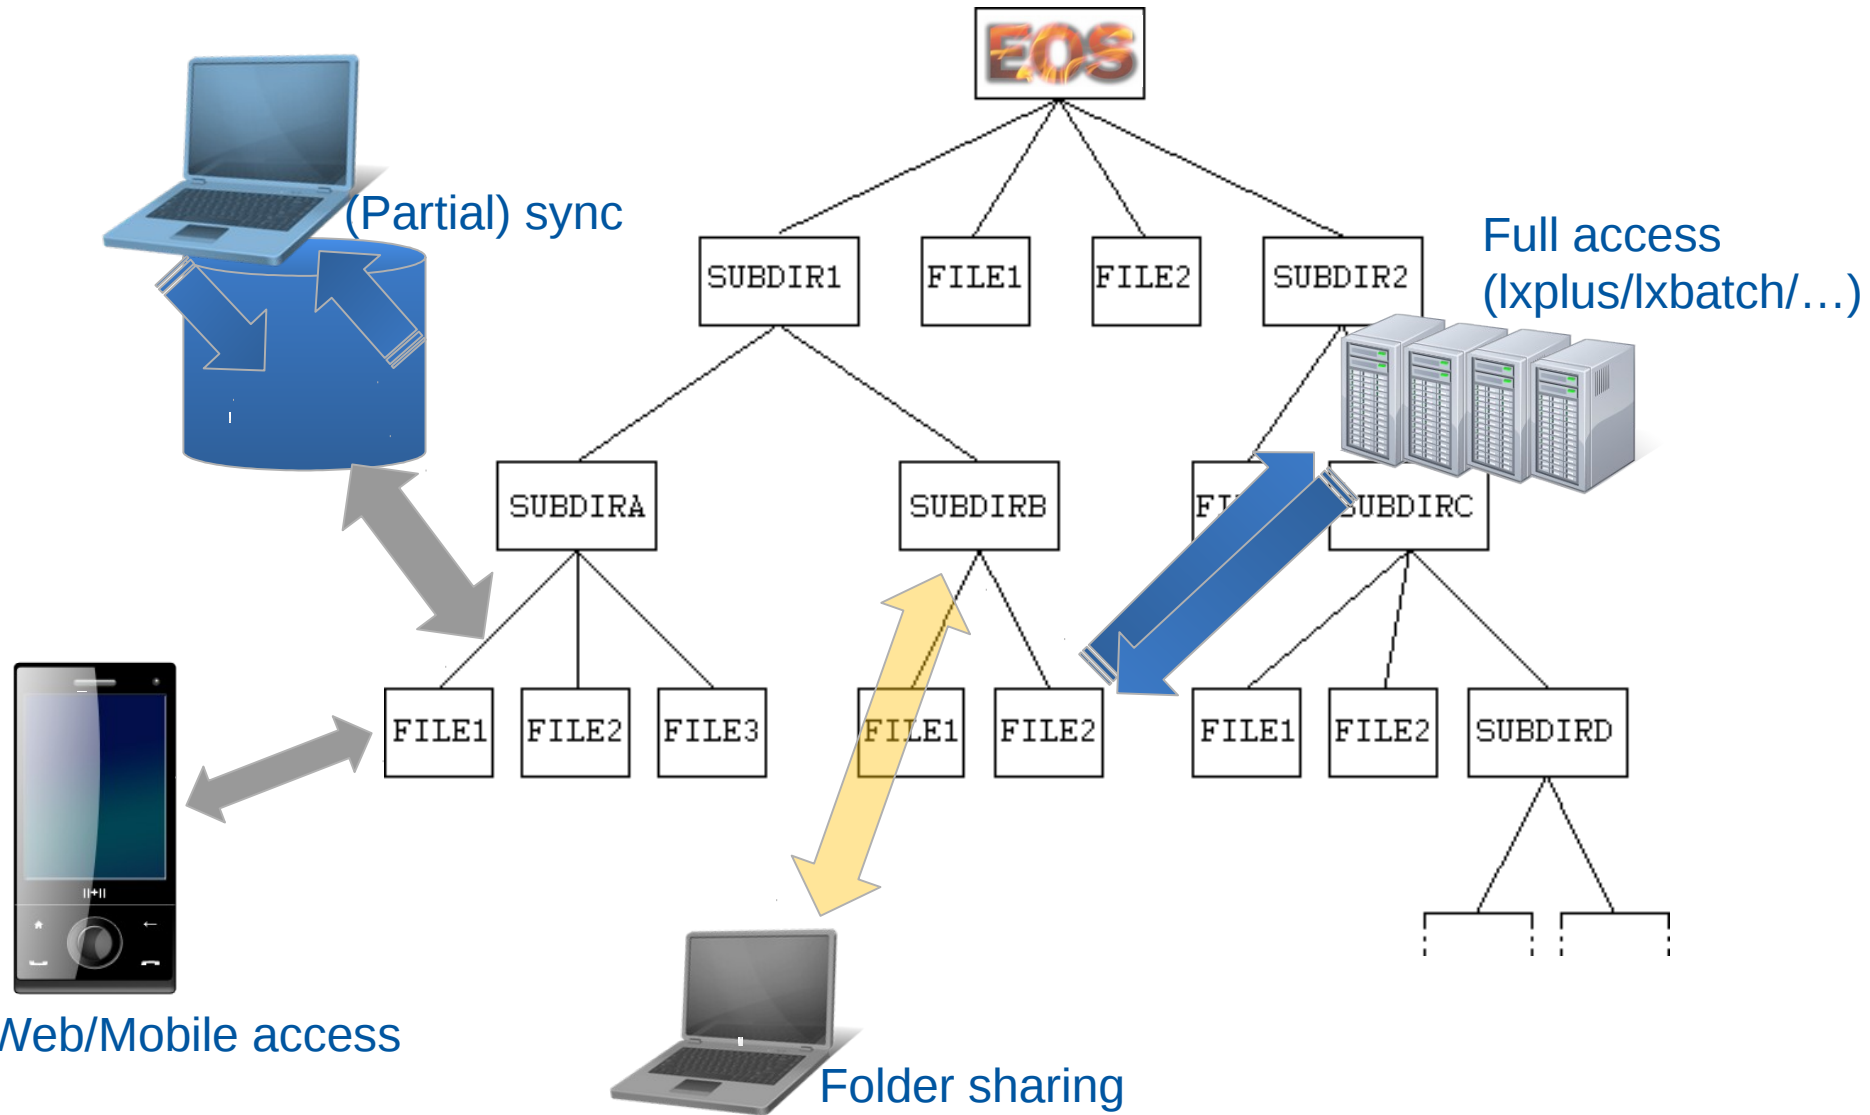 EOS
(Partial) sync
Full access
(lxplus/lxbatch/…)
SUBDIR1
FILE1
FILE2
SUBDIR2
SUBDIRA
SUBDIRB
SUBDIRC
FILE1
FILE2
FILE3
FILE1
FILE2
FILE1
FILE2
SUBDIRD
Web/Mobile access
Folder sharing